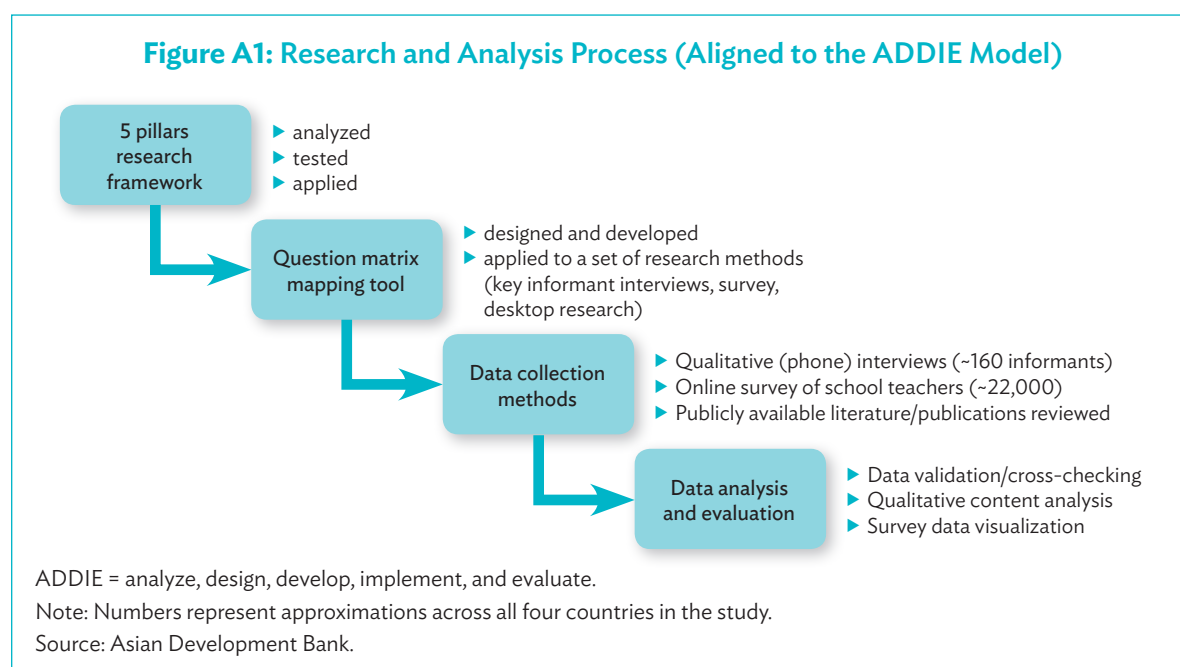 Figure A1: Research and Analysis Process (Aligned to the ADDIE Model)
5 pillars
research
framework
▶ analyzed
▶ tested
▶ applied
Question matrix
mapping tool
▶ designed and developed
▶ applied to a set of research methods
(key informant interviews, survey,
desktop research)
Data collection
methods
▶ Qualitative (phone) interviews (~160 informants)
▶ Online survey of school teachers (~22,000)
▶ Publicly available literature/publications reviewed
Data analysis
and evaluation
▶ Data validation/cross-checking
▶ Qualitative content analysis
▶ Survey data visualization
ADDIE = analyze, design, develop, implement, and evaluate.
Note: Numbers represent approximations across all four countries in the study.
Source: Asian Development Bank.